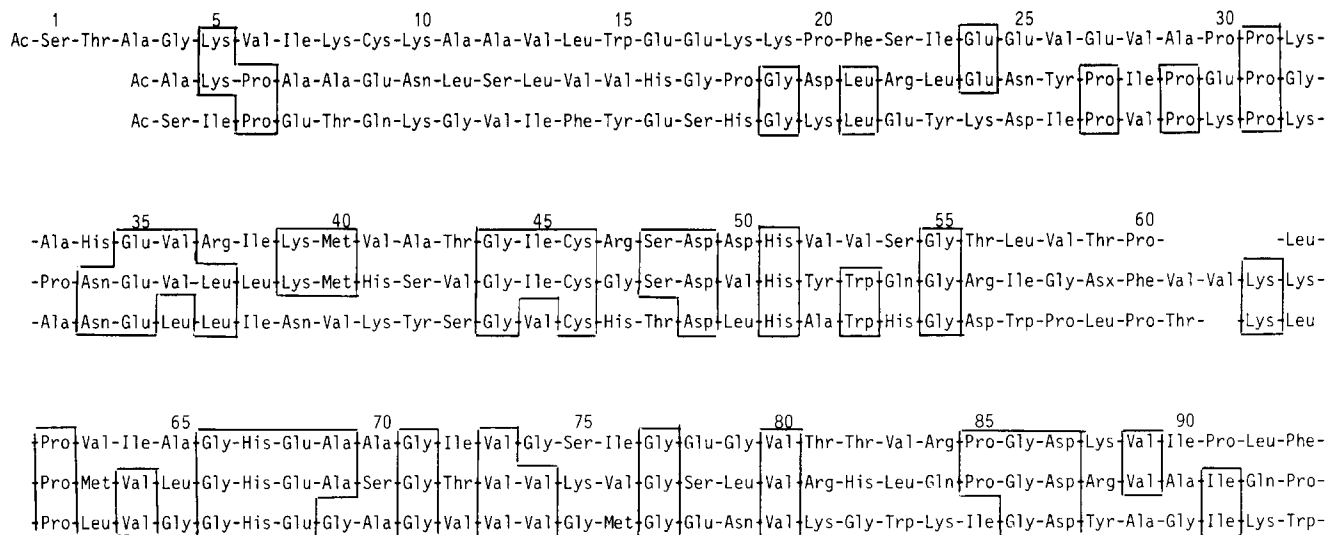 1 5 10 15 20 25 30
Ac-Ser-Thr-Ala-Gly-Lys-Val-Ile-Lys-Cys-Lys-Ala-Ala-Val-Leu-Trp-Glu-Glu-Lys-Lys-Pro-Phe-Ser-Ile-Glu-Glu-Val-Glu-Val-Ala-Pro-Pro-Lys-
Ac-Ala-Lys-Pro-Ala-Ala-Glu-Asn-Leu-Ser-Leu-Val-Val-His-Gly-Pro-Gly-Asp-Leu-Arg-Leu-Glu-Asn-Tyr-Pro-Ile-Pro-Glu-Pro-Gly-
Ac-Ser-Ile-Pro-Glu-Thr-Gln-Lys-Gly-Val-Ile-Phe-Tyr-Glu-Ser-His-Gly-Lys-Leu-Glu-Tyr-Lys-Asp-Ile-Pro-Val-Pro-Lys-Pro-Lys-
35 40 45 50 55 60
-Ala-His-Glu-Val-Arg-Ile-Lys-Met-Val-Ala-Thr-Gly-Ile-Cys-Arg-Ser-Asp-Asp-His-Val-Val-Ser-Gly-Thr-Leu-Val-Thr-Pro- -Leu-
-Pro-Asn-Glu-Val-Leu-Leu-Lys-Met-His-Ser-Val-Gly-Ile-Cys-Gly-Ser-Asp-Val-His-Tyr-Trp-Gln-Gly-Arg-Ile-Gly-Asx-Phe-Val-Val-Lys-Lys-
-Ala-Asn-Glu-Leu-Leu-Ile-Asn-Val-Lys-Tyr-Ser-Gly-Val-Cys-His-Thr-Asp-Leu-His-Ala-Trp-His-Gly-Asp-Trp-Pro-Leu-Pro-Thr- Lys-Leu
65 70 75 80 85 90
-Pro-Val-Ile-Ala-Gly-His-Glu-Ala-Ala-Gly-Ile-Val-Gly-Ser-Ile-Gly-Glu-Gly-Val-Thr-Thr-Val-Arg-Pro-Gly-Asp-Lys-Val-Ile-Pro-Leu-Phe-
-Pro-Met-Val-Leu-Gly-His-Glu-Ala-Ser-Gly-Thr-Val-Val-Lys-Val-Gly-Ser-Leu-Val-Arg-His-Leu-Gln-Pro-Gly-Asp-Arg-Val-Ala-Ile-Gln-Pro-
-Pro-Leu-Val-Gly-Gly-His-Glu-Gly-Ala-Gly-Val-Val-Val-Gly-Met-Gly-Glu-Asn-Val-Lys-Gly-Trp-Lys-Ile-Gly-Asp-Tyr-Ala-Gly-Ile-Lys-Trp-